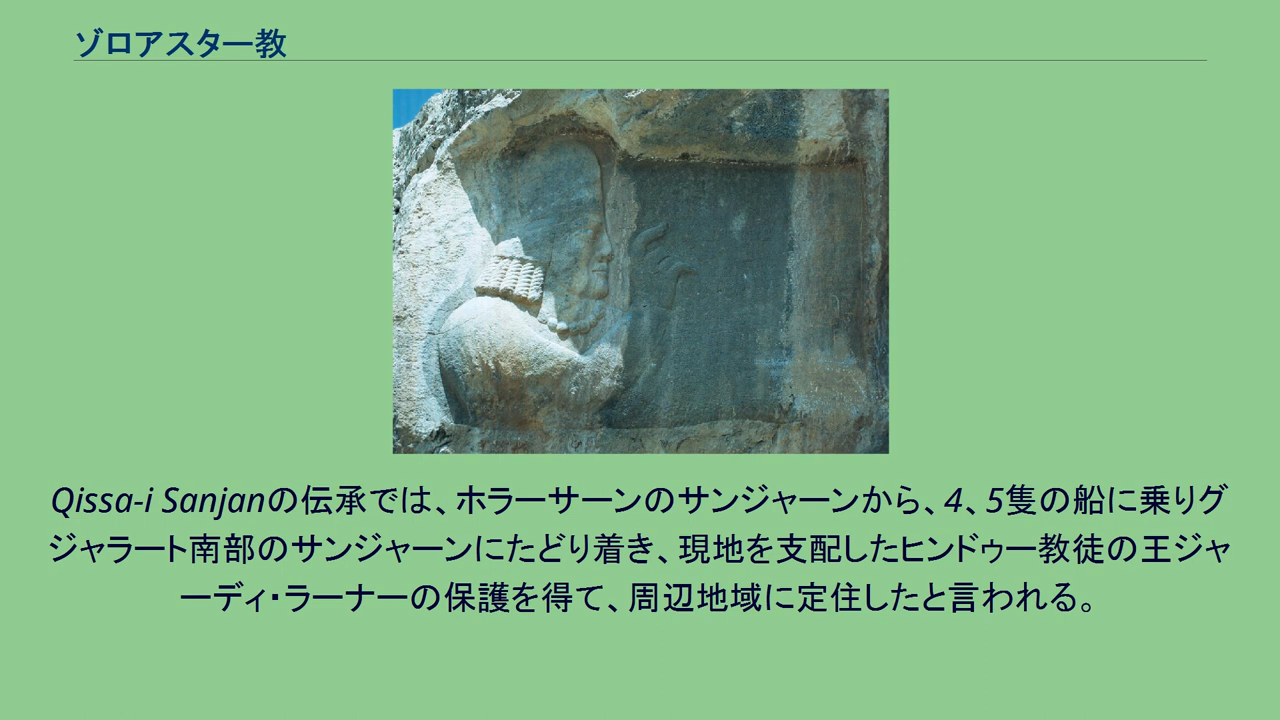 ゾロアスター教
Qissa-i Sanjanの伝承では、ホラーサーンのサンジャーンから、4、5隻の船に乗りグ
ジャラート南部のサンジャーンにたどり着き、現地を支配したヒンドゥー教徒の王ジャ
ーディ・ラーナーの保護を得て、周辺地域に定住したと言われる。